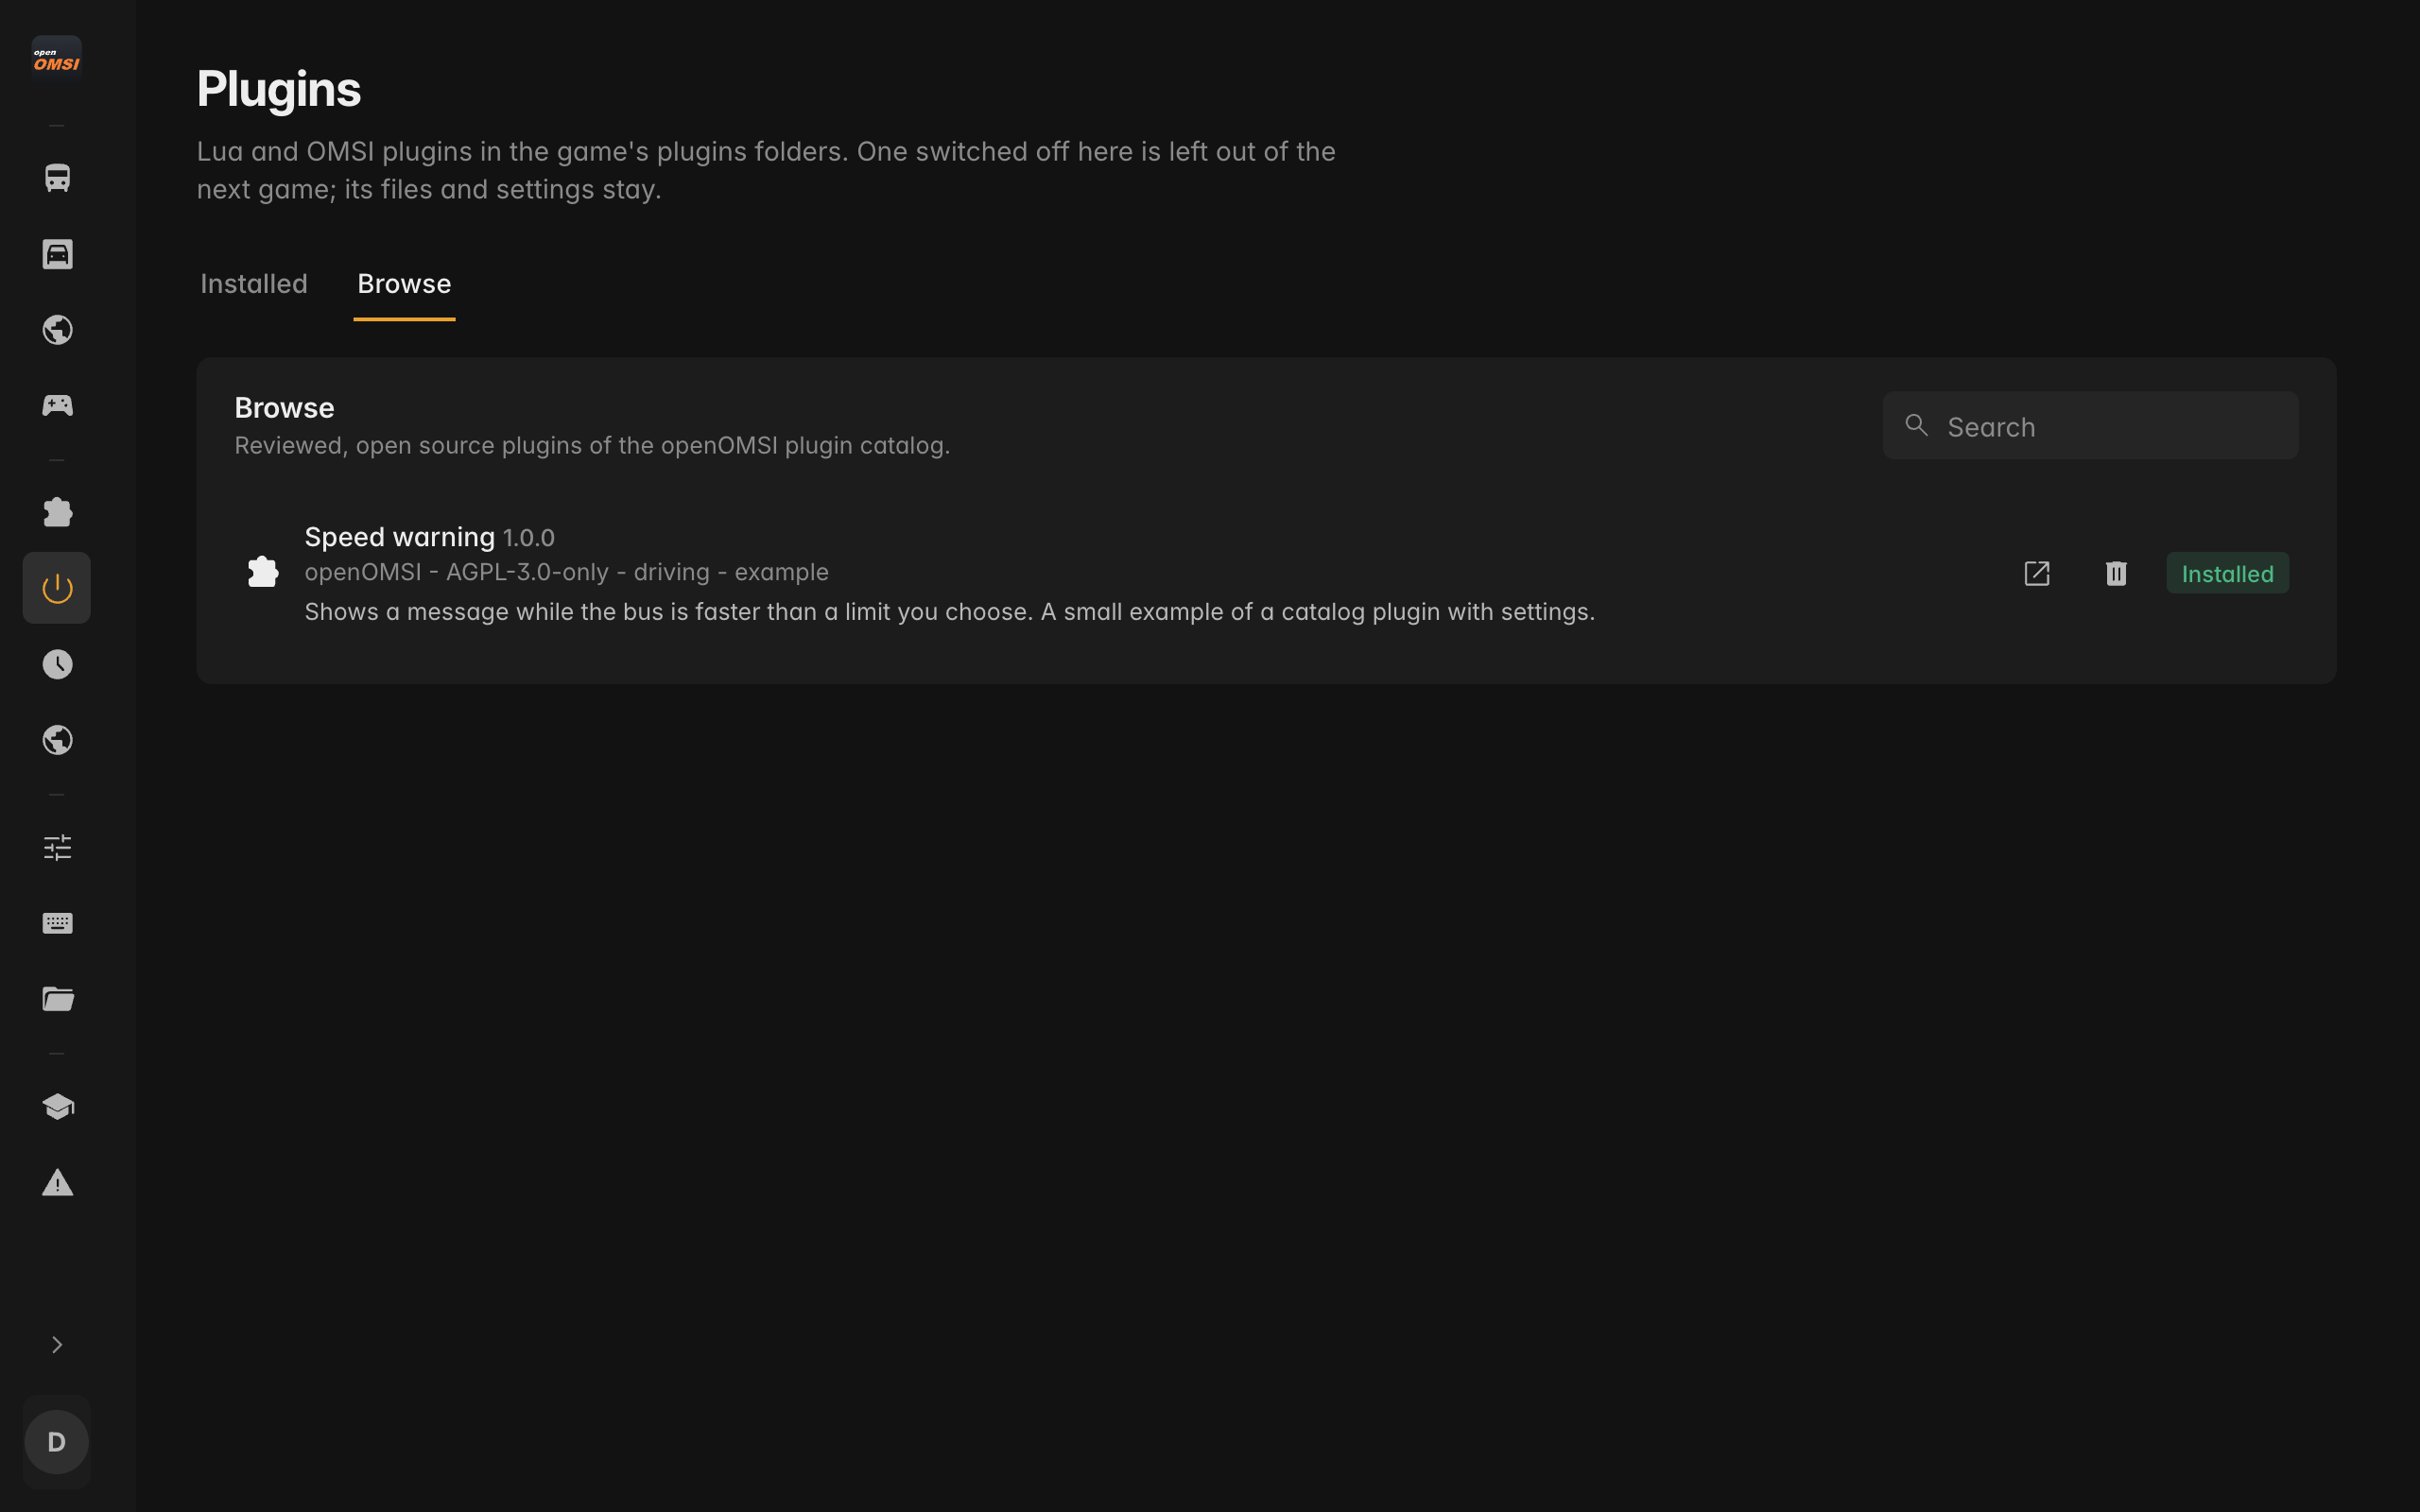 open
OMSI
Plugins
Lua and OMSI plugins in the game's plugins folders. One switched off here is left out of the
next game; its files and settings stay.
Installed
Browse
Browse
Reviewed, open source plugins of the openOMSI plugin catalog.
Search
Speed warning 1.0.0
openOMSI - AGPL-3.0-only - driving - example
Shows a message while the bus is faster than a limit you choose. A small example of a catalog plugin with settings.
Installed
D